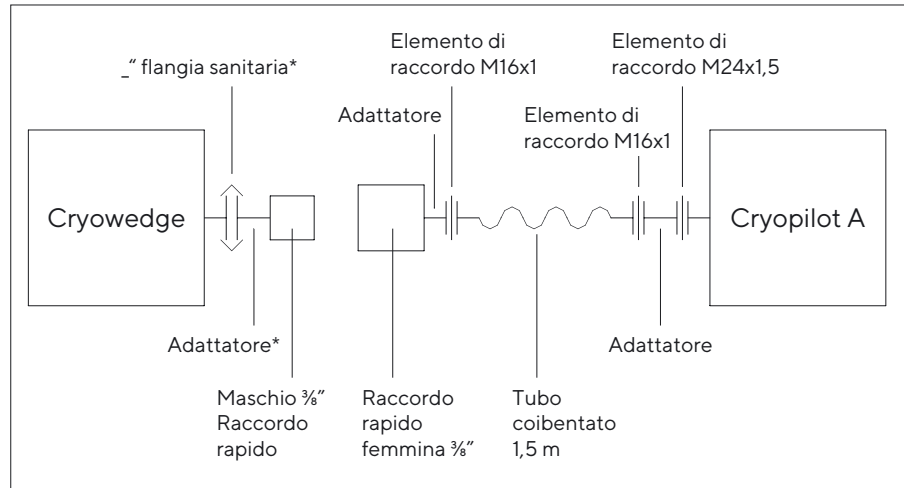 _“ flangia sanitaria*
Elemento di
raccordo M16x1
Elemento di
raccordo M24x1,5
Adattatore
Elemento di
raccordo M16x1
Cryowedge
Cryopilot A
Adattatore*
Adattatore
Maschio ⅜”
Raccordo
rapido
Raccordo
rapido
femmina ⅜”
Tubo
coibentato
1,5 m